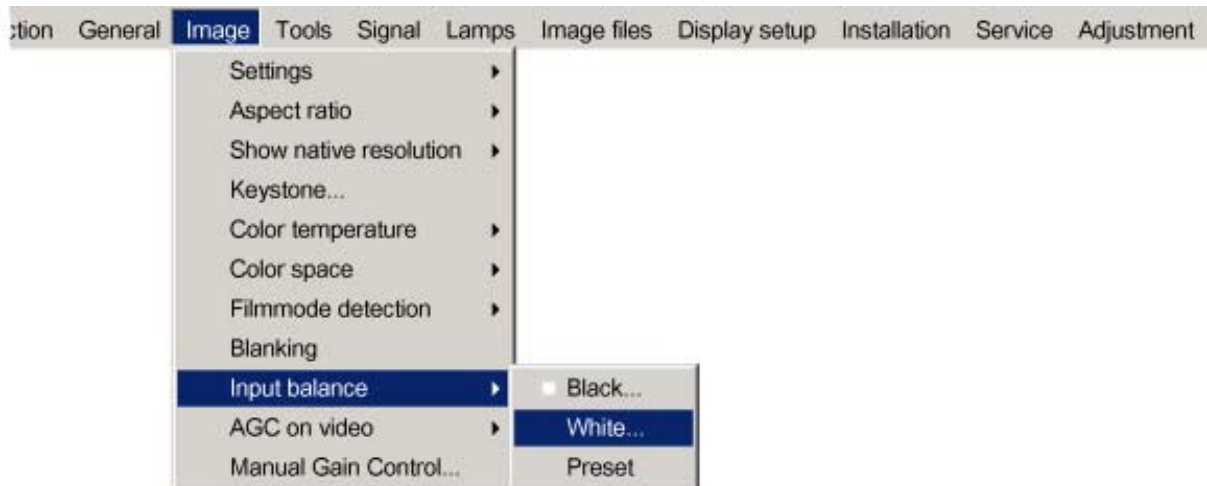 ction General Image Tools Signal Lamps Image files Display setup Installation Service Adjustment
Settings
Aspect ratio
Show native resolution
Keystone...
Color temperature
Color space
Filmmode detection
Blanking
Input balance
Black...
AGC on video
White...
Manual Gain Control...
Preset